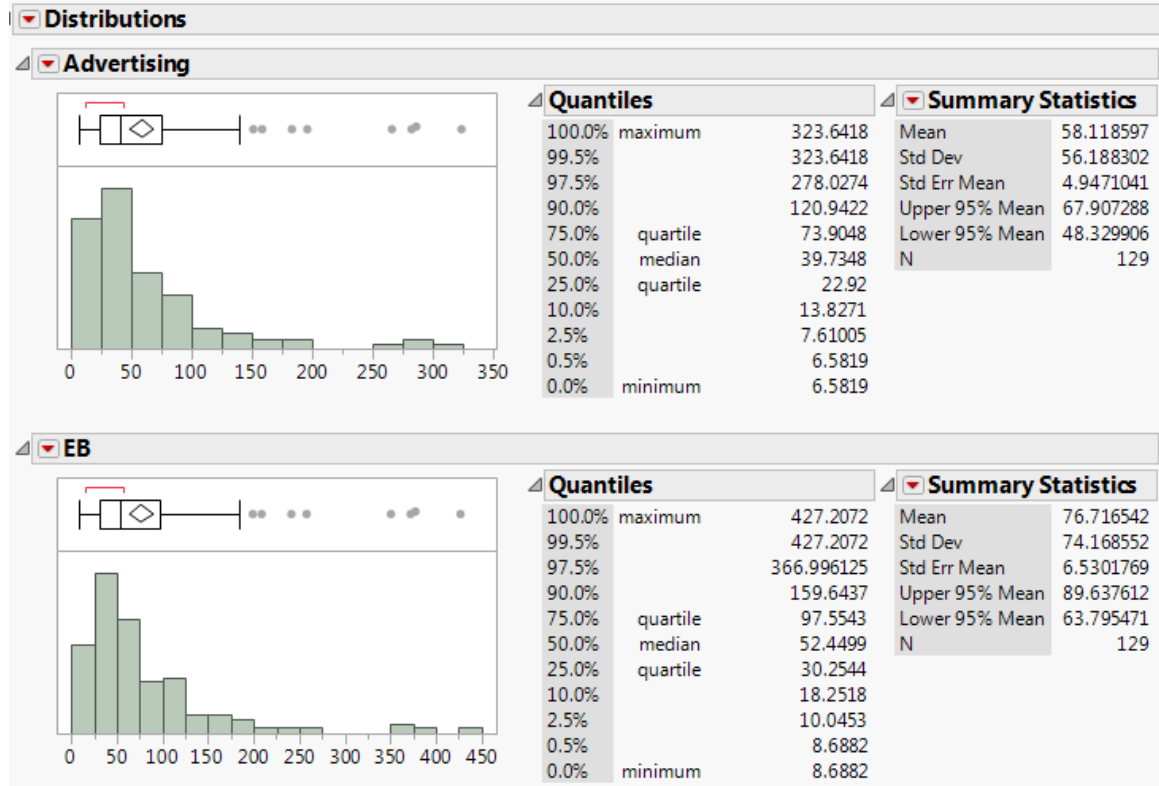 Distributions
Advertising
0 50 100 150 200 250 300 350
Quantiles
100.0% maximum 323.6418
99.5% 323.6418
97.5% 278.0274
90.0% 120.9422
75.0% quartile 73.9048
50.0% median 39.7348
25.0% quartile 22.92
10.0% 13.8271
2.5% 7.61005
0.5% 6.5819
0.0% minimum 6.5819
Summary Statistics
Mean 58.118597
Std Dev 56.188302
Std Err Mean 4.9471041
Upper 95% Mean 67.907288
Lower 95% Mean 48.329906
N 129
EB
0 50 100 150 200 250 300 350 400 450
Quantiles
100.0% maximum 427.2072
99.5% 427.2072
97.5% 366.996125
90.0% 159.6437
75.0% quartile 97.5543
50.0% median 52.4499
25.0% quartile 30.2544
10.0% 18.2518
2.5% 10.0453
0.5% 8.6882
0.0% minimum 8.6882
Summary Statistics
Mean 76.716542
Std Dev 74.168552
Std Err Mean 6.5301769
Upper 95% Mean 89.637612
Lower 95% Mean 63.795471
N 129